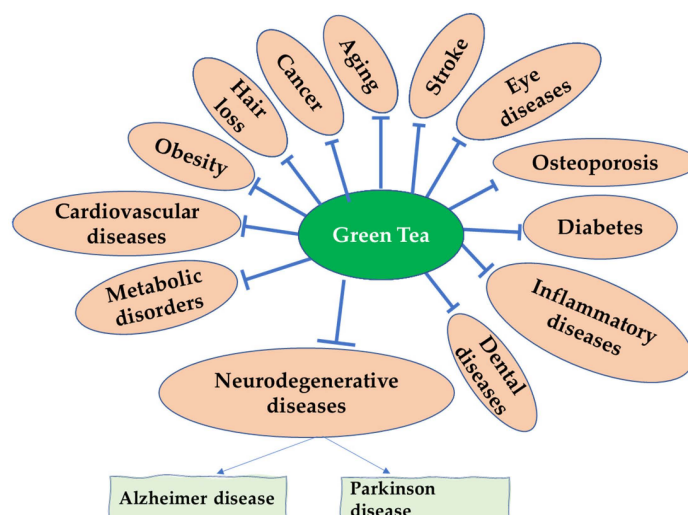 Aging
Stroke
Cancer
Eye
diseases
Hair
loss
Obesity
Osteoporosis
Cardiovascular
diseases
Green Tea
Diabetes
Metabolic
disorders
Inflammatory
diseases
Dental
diseases
Neurodegenerative
diseases
Alzheimer disease
Parkinson
disease